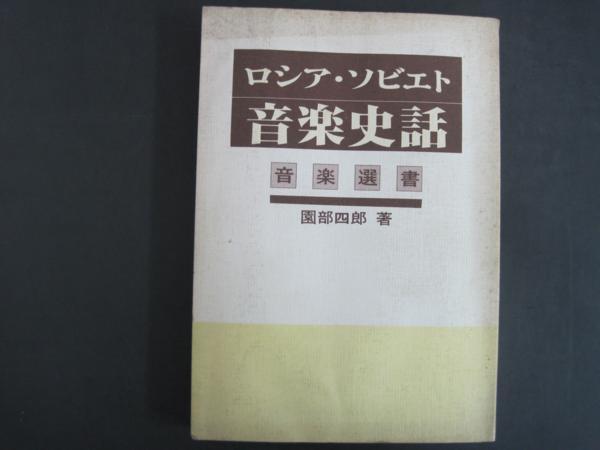 ロシア・ソビエト
音楽史話
音楽選書
園部四郎 著